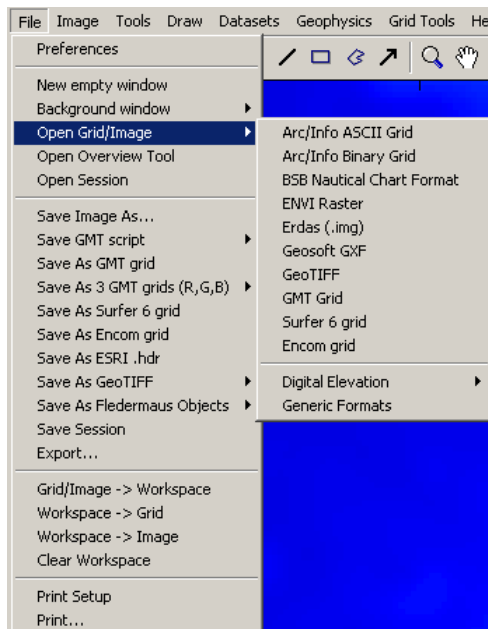 File Image Tools Draw Datasets Geophysics Grid Tools He
Preferences
New empty window
Background window
Open Grid/Image
Open Overview Tool
Open Session
Save Image As...
Save GMT script
Save As GMT grid
Save As 3 GMT grids (R,G,B)
Save As Surfer 6 grid
Save As Encom grid
Save As ESRI .hdr
Save As GeoTIFF
Save As Fledermaus Objects
Save Session
Export...
Grid/Image -> Workspace
Workspace -> Grid
Workspace -> Image
Clear Workspace
Print Setup
Print...
Arc/Info ASCII Grid
Arc/Info Binary Grid
BSB Nautical Chart Format
ENVI Raster
Erdas (.img)
Geosoft GXF
GeoTIFF
GMT Grid
Surfer 6 grid
Encom grid
Digital Elevation
Generic Formats